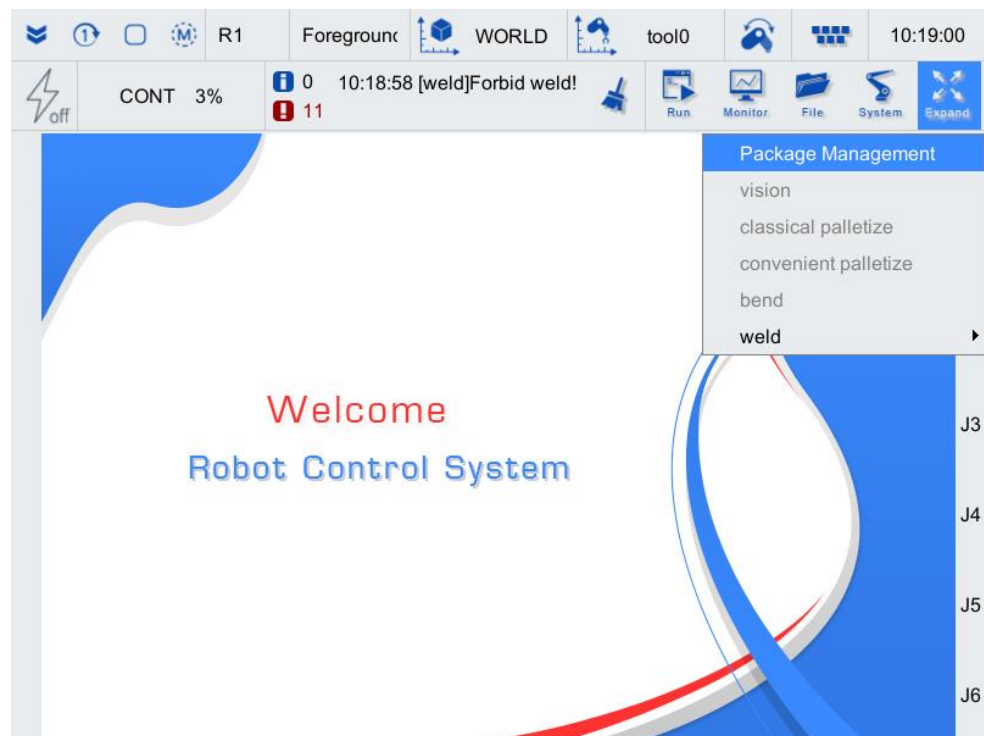 1 M R1 Foregrounc WORLD tool0 10:19:00
off CONT 3% 0 10:18:58 [weld]Forbid weld! Run Monitor File System Expand
11
Package Management
vision
classical palletize
convenient palletize
bend
weld
Welcome
Robot Control System
J3
J4
J5
J6